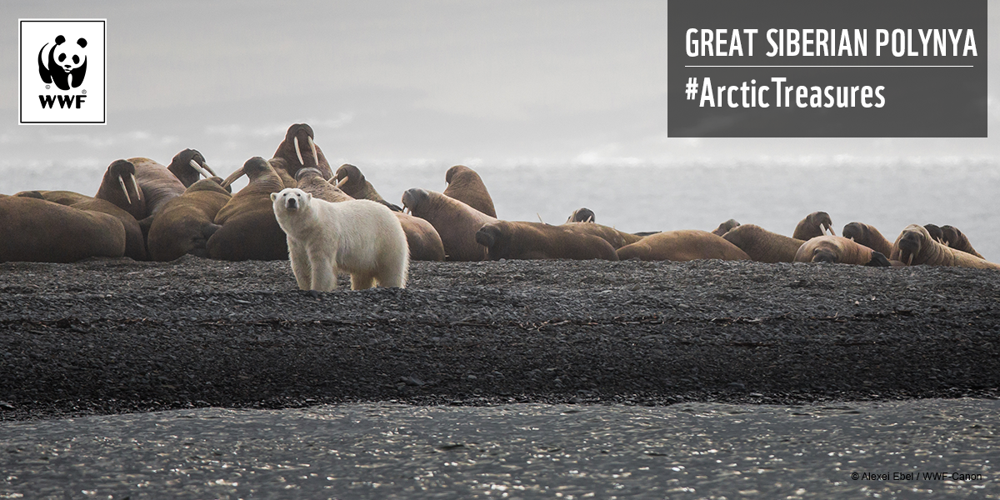 WWF
GREAT SIBERIAN POLYNYA
#ArcticTreasures
© Alexei Ebel / WWF-Canon